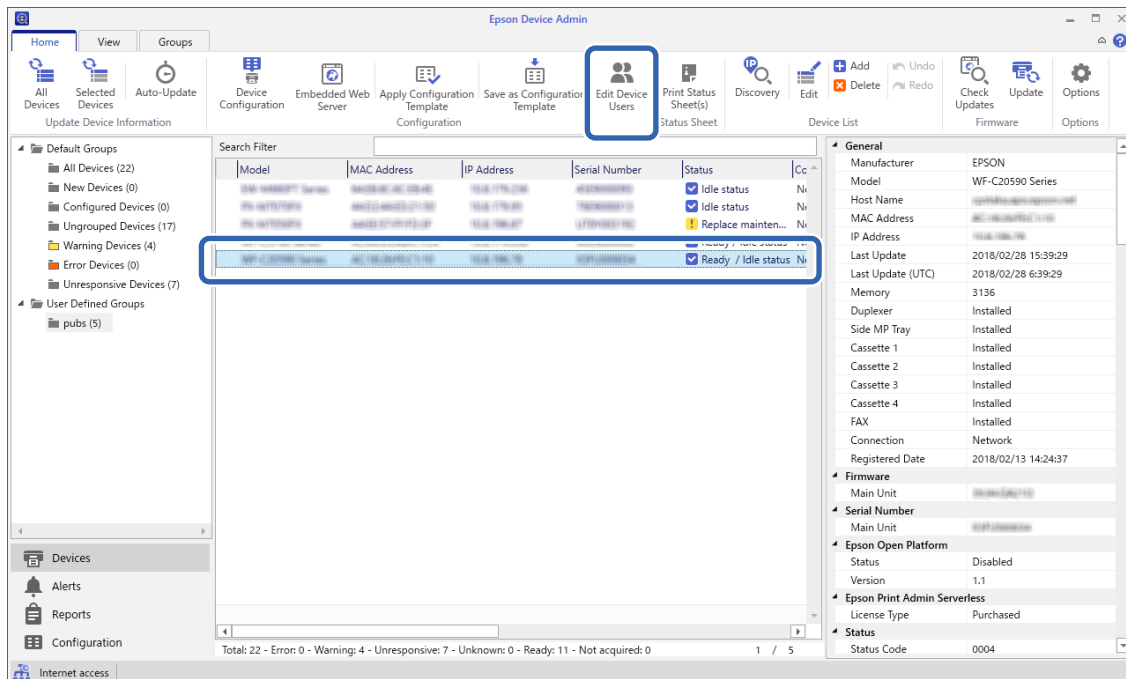 Epson Device Admin
Home View Groups
All Devices
Selected Devices
Auto-Update
Update Device Information
Device Configuration
Embedded Web Server
Apply Configuration Template
Save as Configuration Template
Configuration
Edit Device Users
Print Status Sheet(s)
Status Sheet
Discovery
Edit
Add
Delete
Undo
Redo
Device List
Check Updates
Update
Firmware
Options
Options
Default Groups
All Devices (22)
New Devices (0)
Configured Devices (0)
Ungrouped Devices (17)
Warning Devices (4)
Error Devices (0)
Unresponsive Devices (7)
User Defined Groups
pubs (5)
Devices
Alerts
Reports
Configuration
Internet access
Search Filter
Model MAC Address IP Address Serial Number Status Co
Idle status
Idle status
Replace mainten...
Ready / Idle status
Ready / Idle status
Total: 22 - Error: 0 - Warning: 4 - Unresponsive: 7 - Unknown: 0 - Ready: 11 - Not acquired: 0 1 / 5
General
Manufacturer EPSON
Model WF-C20590 Series
Host Name
MAC Address
IP Address
Last Update 2018/02/28 15:39:29
Last Update (UTC) 2018/02/28 6:39:29
Memory 3136
Duplexer Installed
Side MP Tray Installed
Cassette 1 Installed
Cassette 2 Installed
Cassette 3 Installed
Cassette 4 Installed
FAX Installed
Connection Network
Registered Date 2018/02/13 14:24:37
Firmware
Main Unit
Serial Number
Main Unit
Epson Open Platform
Status Disabled
Version 1.1
Epson Print Admin Serverless
License Type Purchased
Status
Status Code 0004